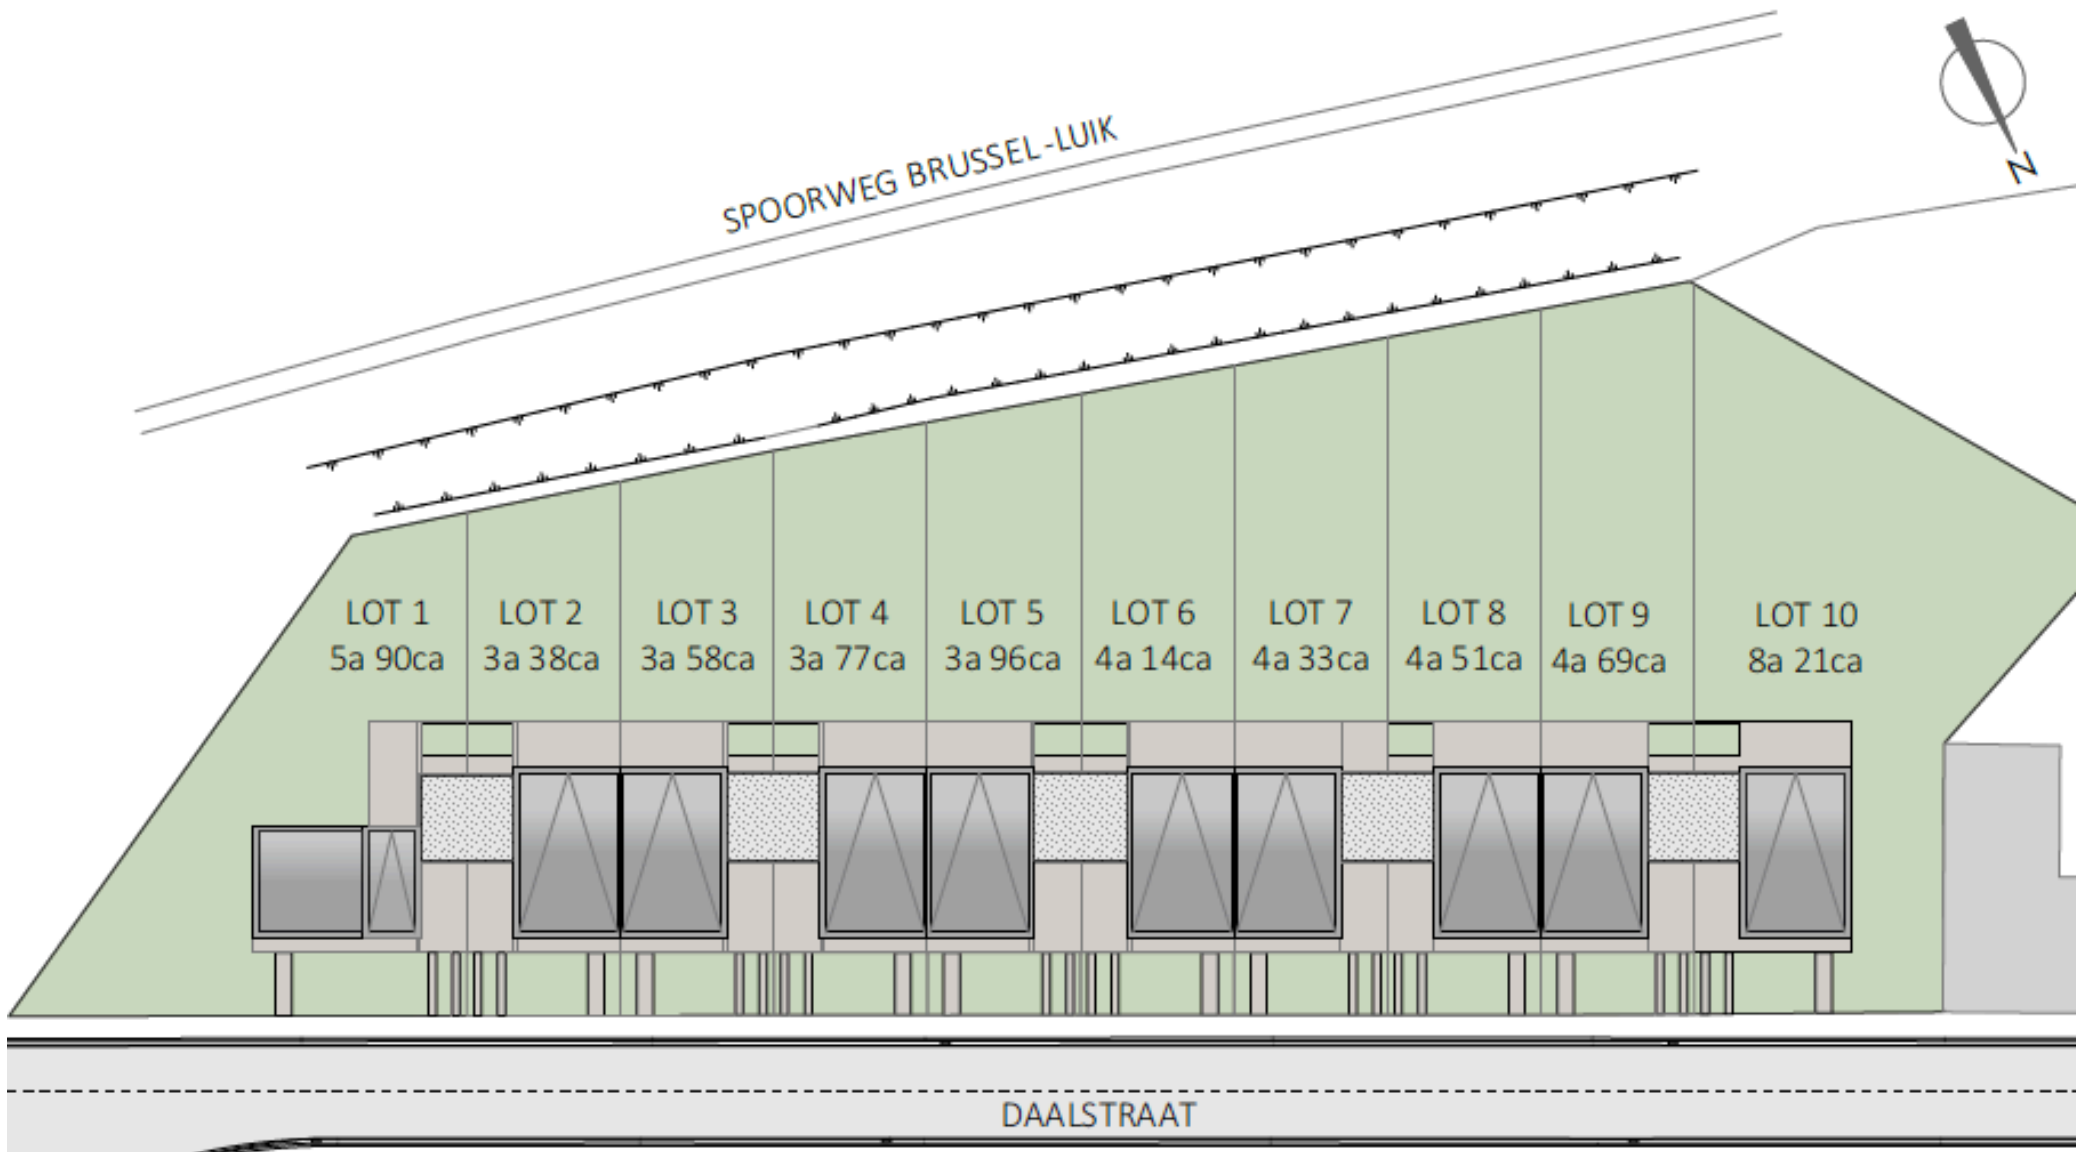 SPOORWEG BRUSSEL-LUIK
N
LOT 1
5a 90ca
LOT 2
3a 38ca
LOT 3
3a 58ca
LOT 4
3a 77ca
LOT 5
3a 96ca
LOT 6
4a 14ca
LOT 7
4a 33ca
LOT 8
4a 51ca
LOT 9
4a 69ca
LOT 10
8a 21ca
DAALSTRAAT